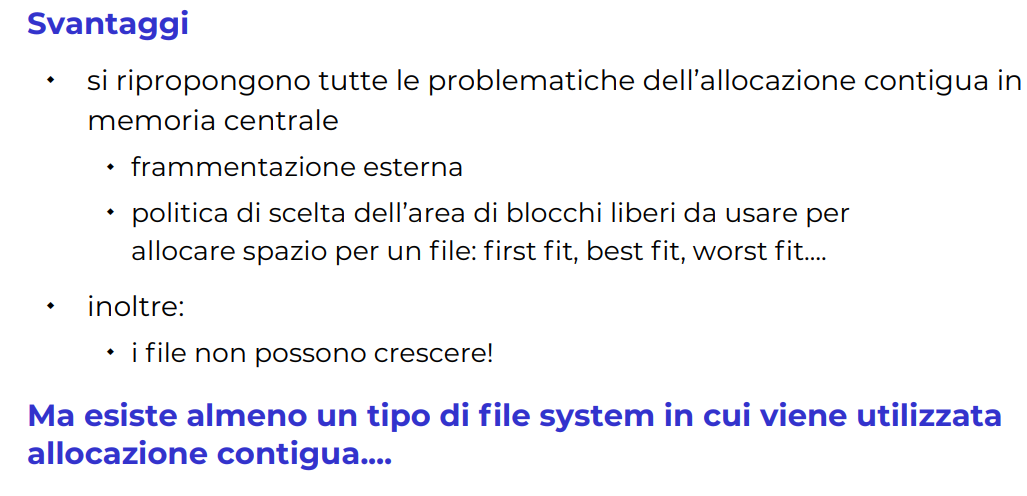 Svantaggi
• si ripropongono tutte le problematiche dell’allocazione contigua in
memoria centrale
• frammentazione esterna
• politica di scelta dell’area di blocchi liberi da usare per
allocare spazio per un file: first fit, best fit, worst fit....
• inoltre:
• i file non possono crescere!
Ma esiste almeno un tipo di file system in cui viene utilizzata
allocazione contigua....